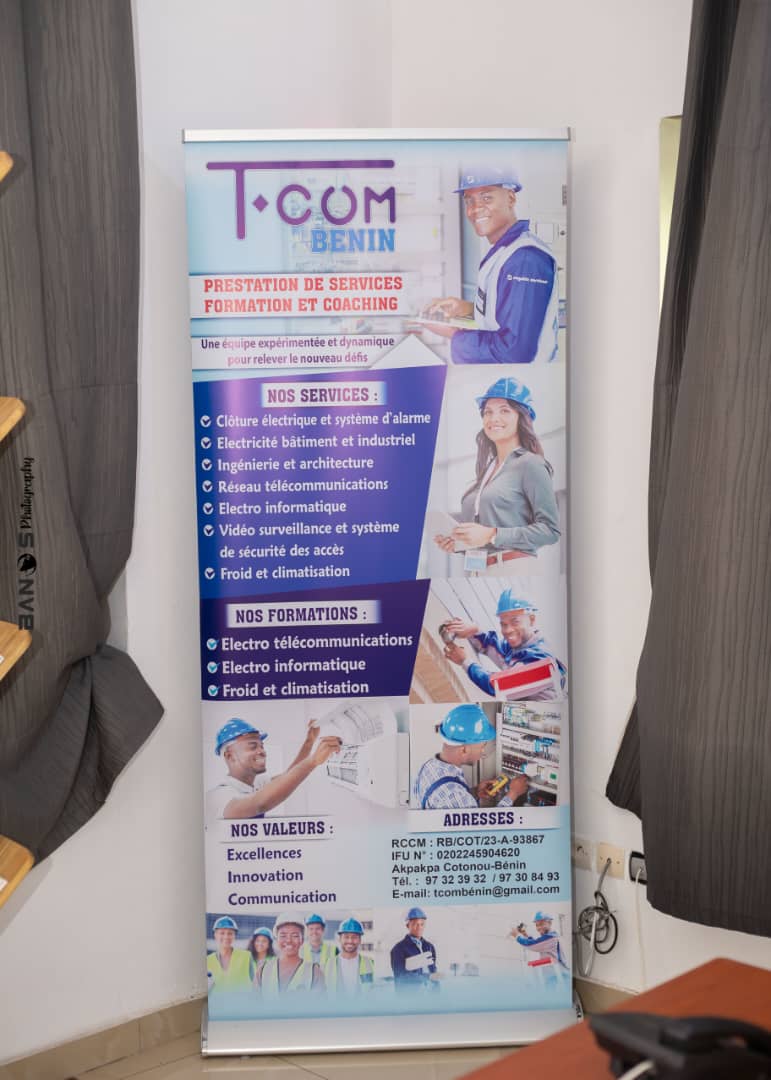 T-COM
BENIN
PRESTATION DE SERVICES
FORMATION ET COACHING
Une équipe expérimentée et dynamique
pour relever le nouveau défis
NOS SERVICES :
Clôture électrique et système d'alarme
Electricité bâtiment et industriel
Ingénierie et architecture
Réseau télécommunications
Electro informatique
Vidéo surveillance et système
de sécurité des accès
Froid et climatisation
NOS FORMATIONS :
Electro télécommunications
Electro informatique
Froid et climatisation
NOS VALEURS :
Excellences
Innovation
Communication
ADRESSES :
RCCM : RB/COT/23-A-93867
IFU N° : 0202245904620
Akpakpa Cotonou-Bénin
Tél. : 97 32 39 32 / 97 30 84 93
E-mail: tcombénin@gmail.com
BANOS Photography